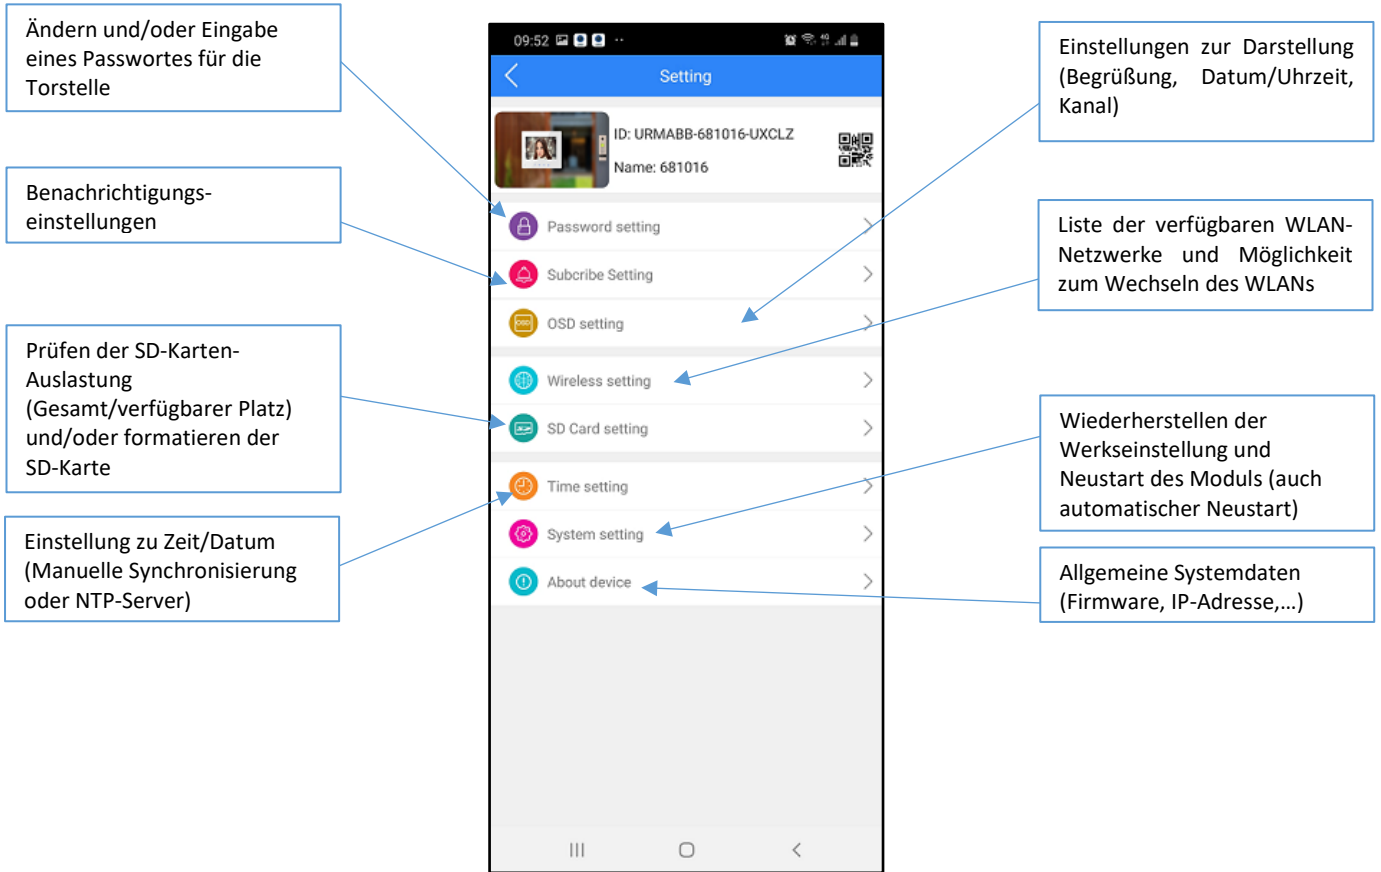 Ändern und/oder Eingabe
eines Passwortes für die
Torstelle
Benachrichtigungs-
einstellungen
Prüfen der SD-Karten-
Auslastung
(Gesamt/verfügbarer Platz)
und/oder formatieren der
SD-Karte
Einstellung zu Zeit/Datum
(Manuelle Synchronisierung
oder NTP-Server)
09:52
Setting
ID: URMABB-681016-UXCLZ
Name: 681016
Password setting
Subcribe Setting
OSD setting
Wireless setting
SD Card setting
Time setting
System setting
About device
Einstellungen zur Darstellung
(Begrüßung, Datum/Uhrzeit,
Kanal)
Liste der verfügbaren WLAN-
Netzwerke und Möglichkeit
zum Wechseln des WLANs
Wiederherstellen der
Werkseinstellung und
Neustart des Moduls (auch
automatischer Neustart)
Allgemeine Systemdaten
(Firmware, IP-Adresse,…)